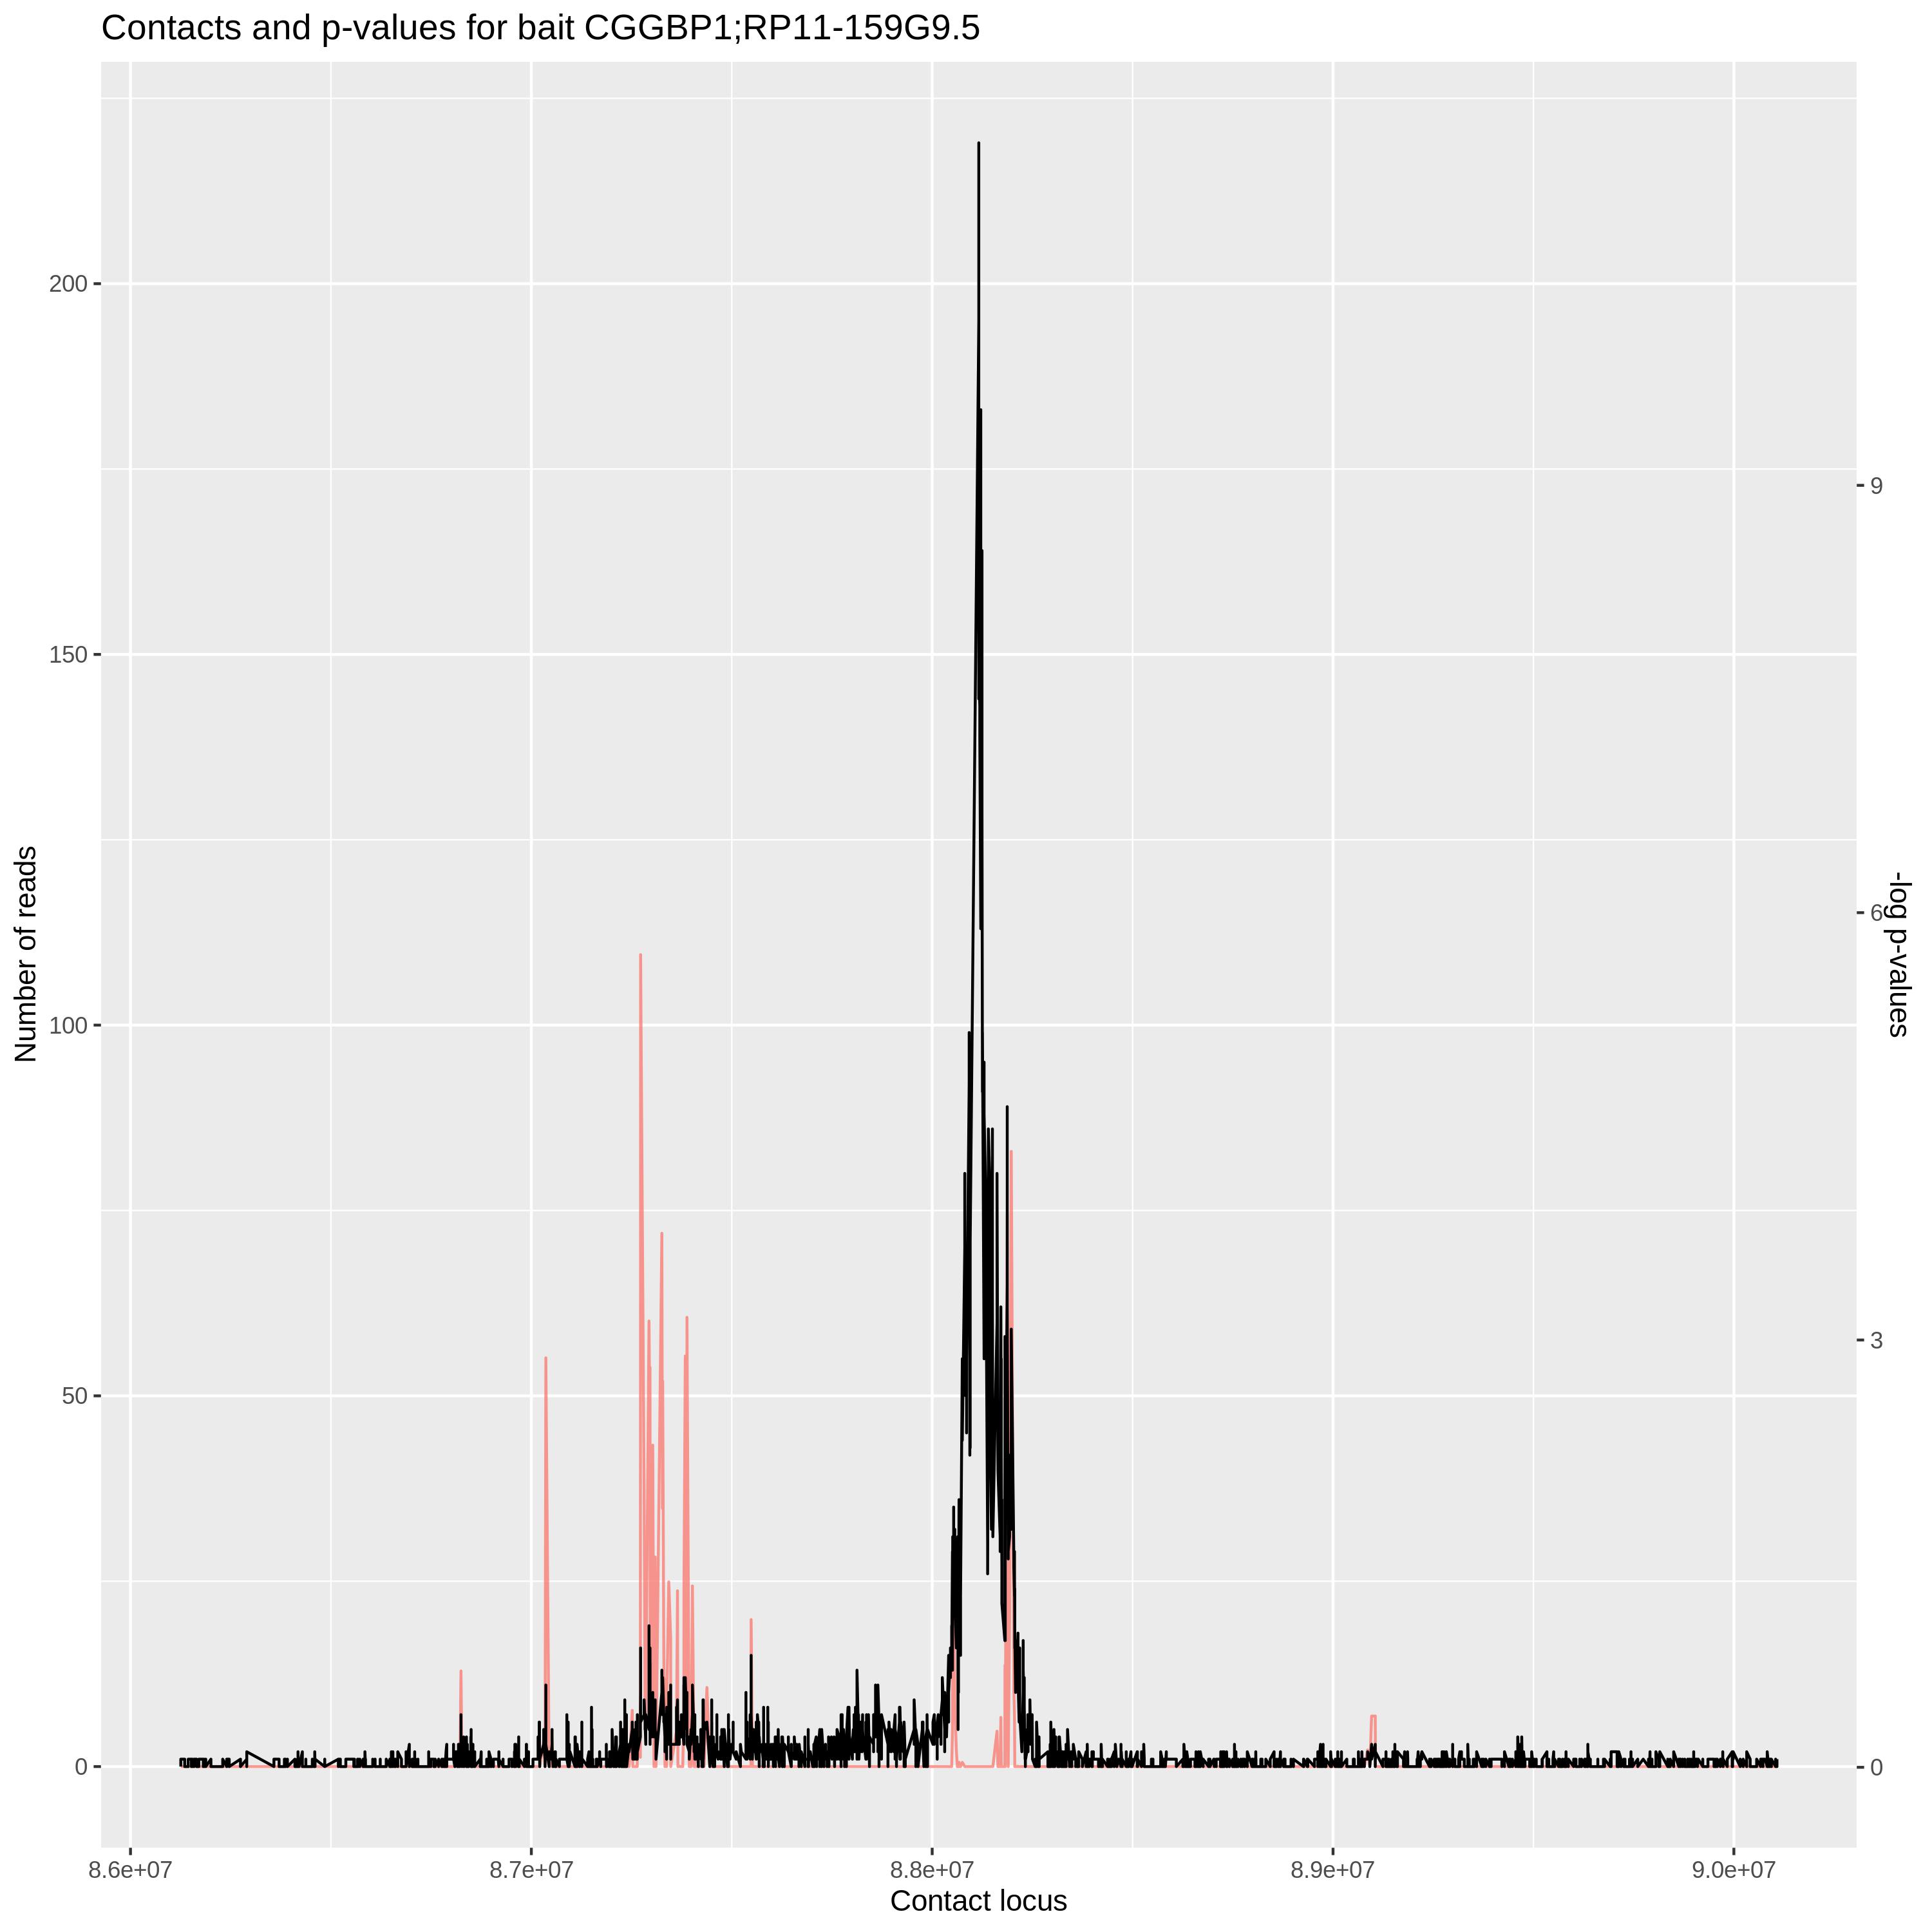 Contacts and p-values for bait CGGBP1;RP11-159G9.5
200
150
100
50
0
Number of reads
9
6
3
0
-log p-values
8.6e+07 8.7e+07 8.8e+07 8.9e+07 9.0e+07
Contact locus